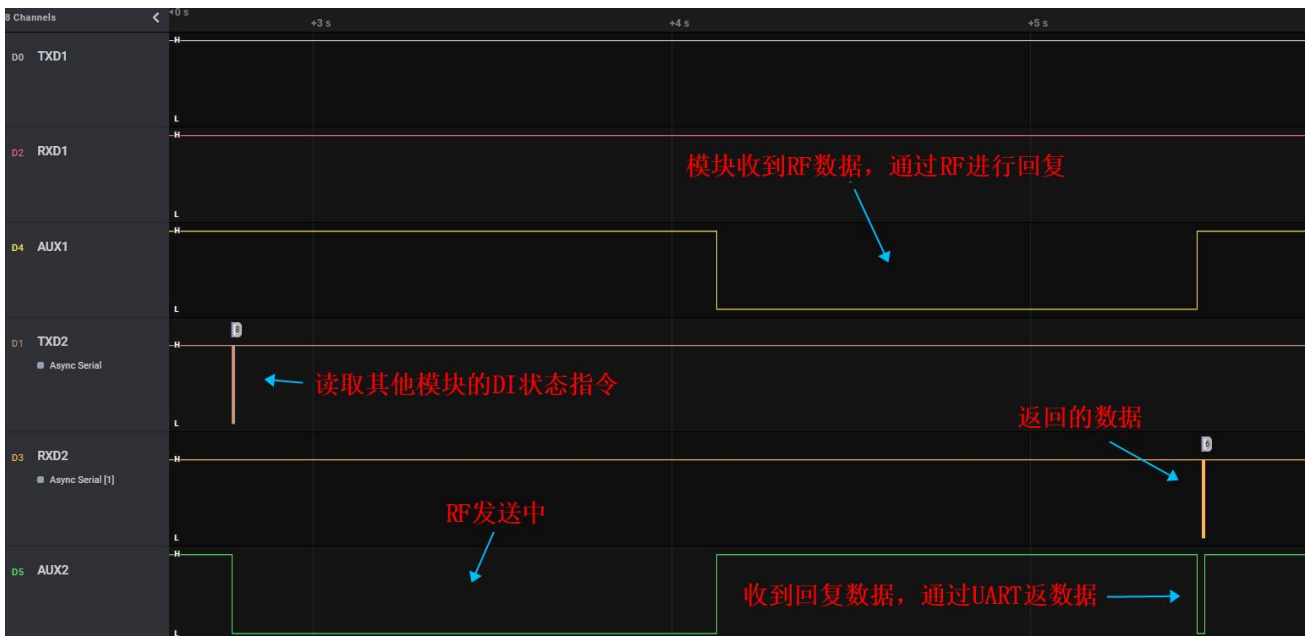 8 Channels
0 s
+3 s
+4 s
+5 s
D0 TXD1
H
L
D2 RXD1
H
L
模块收到RF数据，通过RF进行回复
D4 AUX1
H
L
D1 TXD2
Async Serial
H
L
8
读取其他模块的DI状态指令
返回的数据
D3 RXD2
Async Serial [1]
H
L
6
RF发送中
D5 AUX2
H
L
收到回复数据，通过UART返数据